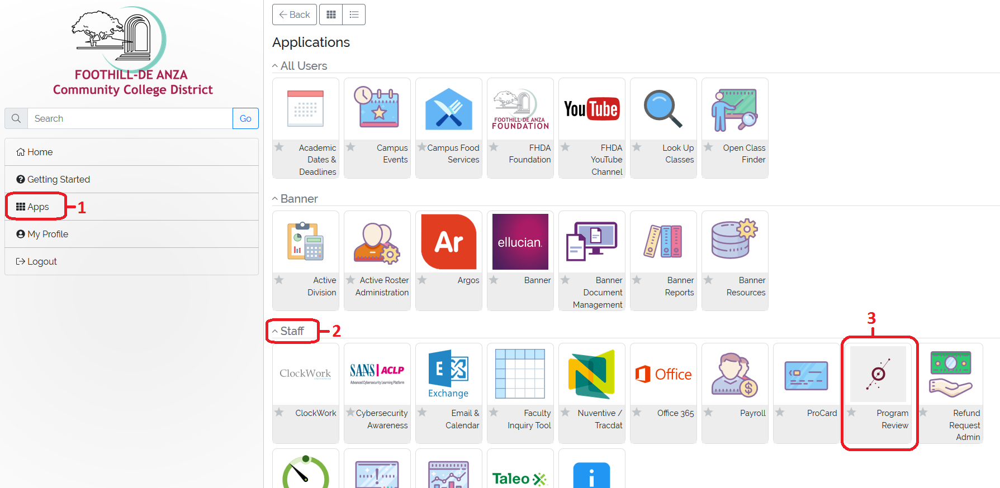 FOOTHILL-DE ANZA
Community College District
Search
Go
Home
Getting Started
Apps
1
My Profile
Logout
Back
Applications
All Users
Academic
Dates &
Deadlines
Campus
Events
Campus Food
Services
FOOTHILL-DE ANZA
FOUNDATION
FHDA
Foundation
YouTube
FHDA
YouTube
Channel
Look Up
Classes
Open Class
Finder
Banner
Active
Division
Active Roster
Administration
Ar
Argos
ellucian.
Banner
Banner
Document
Management
Banner
Reports
Banner
Resources
Staff
2
3
ClockWork
ENTERPRISE
ClockWork
SANS | ACLP
Advanced Cybersecurity Learning Platform
Cybersecurity
Awareness
E
Exchange
Email &
Calendar
Faculty
Inquiry Tool
N
Nuventive /
Tracdat
Office
Office 365
$
Payroll
ProCard
Program
Review
Refund
Request
Admin
!
Taleo
i